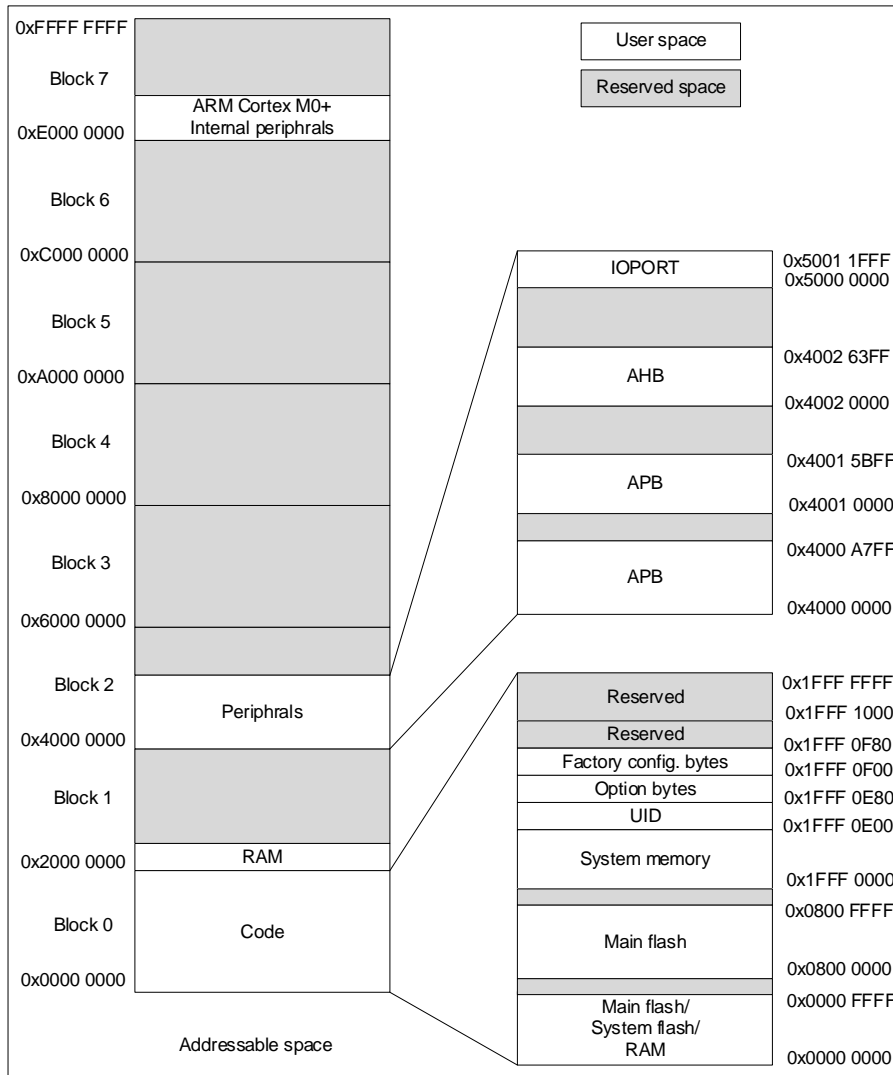 0xFFFF FFFF
Block 7
ARM Cortex M0+
Internal periphrals
0xE000 0000
Block 6
0xC000 0000
Block 5
0xA000 0000
Block 4
0x8000 0000
Block 3
0x6000 0000
Block 2
Periphrals
0x4000 0000
Block 1
0x2000 0000
RAM
Block 0
Code
0x0000 0000
Addressable space
User space
Reserved space
IOPORT
0x5001 1FFF
0x5000 0000
0x4002 63FF
AHB
0x4002 0000
0x4001 5BFF
APB
0x4001 0000
0x4000 A7FF
APB
0x4000 0000
0x1FFF FFFF
Reserved
0x1FFF 1000
Reserved
0x1FFF 0F80
Factory config. bytes
0x1FFF 0F00
Option bytes
0x1FFF 0E80
UID
0x1FFF 0E00
System memory
0x1FFF 0000
0x0800 FFFF
Main flash
0x0800 0000
0x0000 FFFF
Main flash/
System flash/
RAM
0x0000 0000